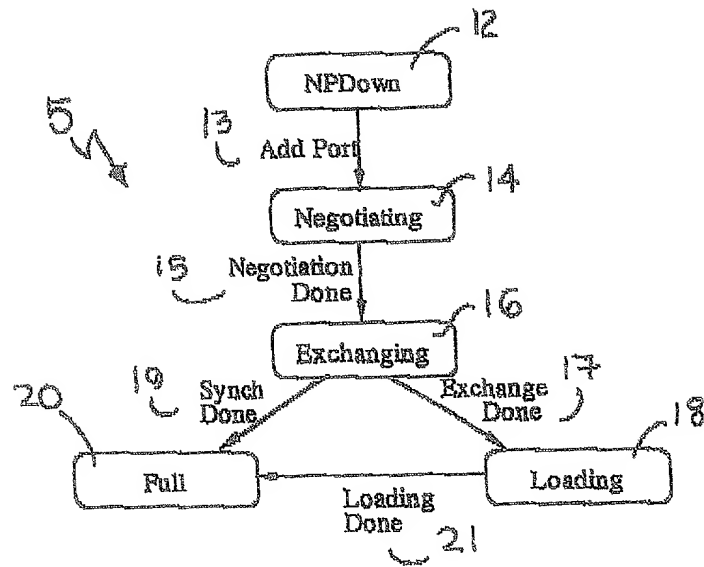 12
NPDown
5
13
Add Port
14
Negotiating
15
Negotiation
Done
16
Exchanging
19
Synch
Done
Exchange
Done
17
20
18
Full
Loading
Loading
Done
21